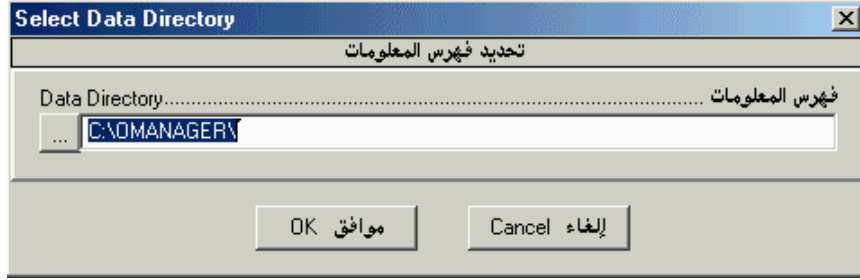 Select Data Directory
تحديد فهرس المعلومات
Data Directory........................................................................................................ فهرس المعلومات
... C:\OMANAGER\
موافق OK إلغاء Cancel